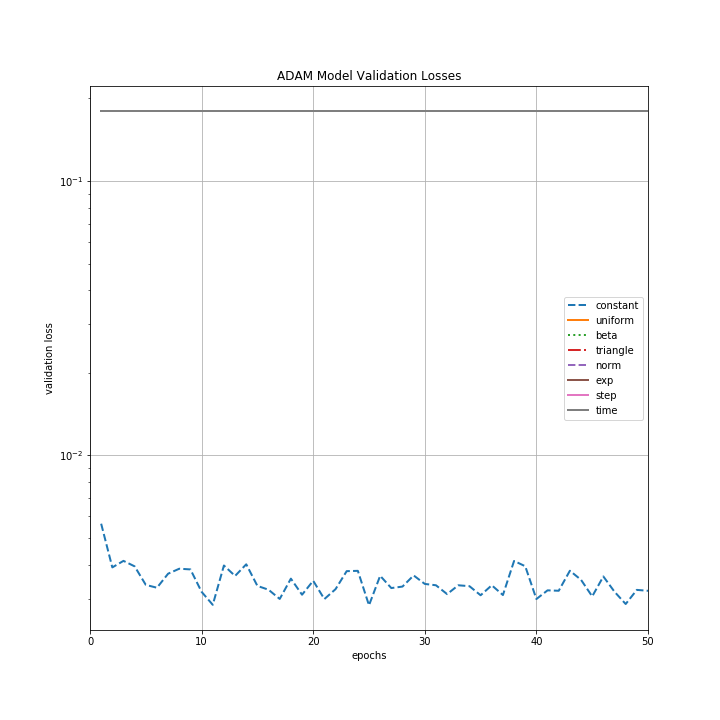 ADAM Model Validation Losses
validation loss
10⁻¹
10⁻²
constant
uniform
beta
triangle
norm
exp
step
time
0
10
20
30
40
50
epochs